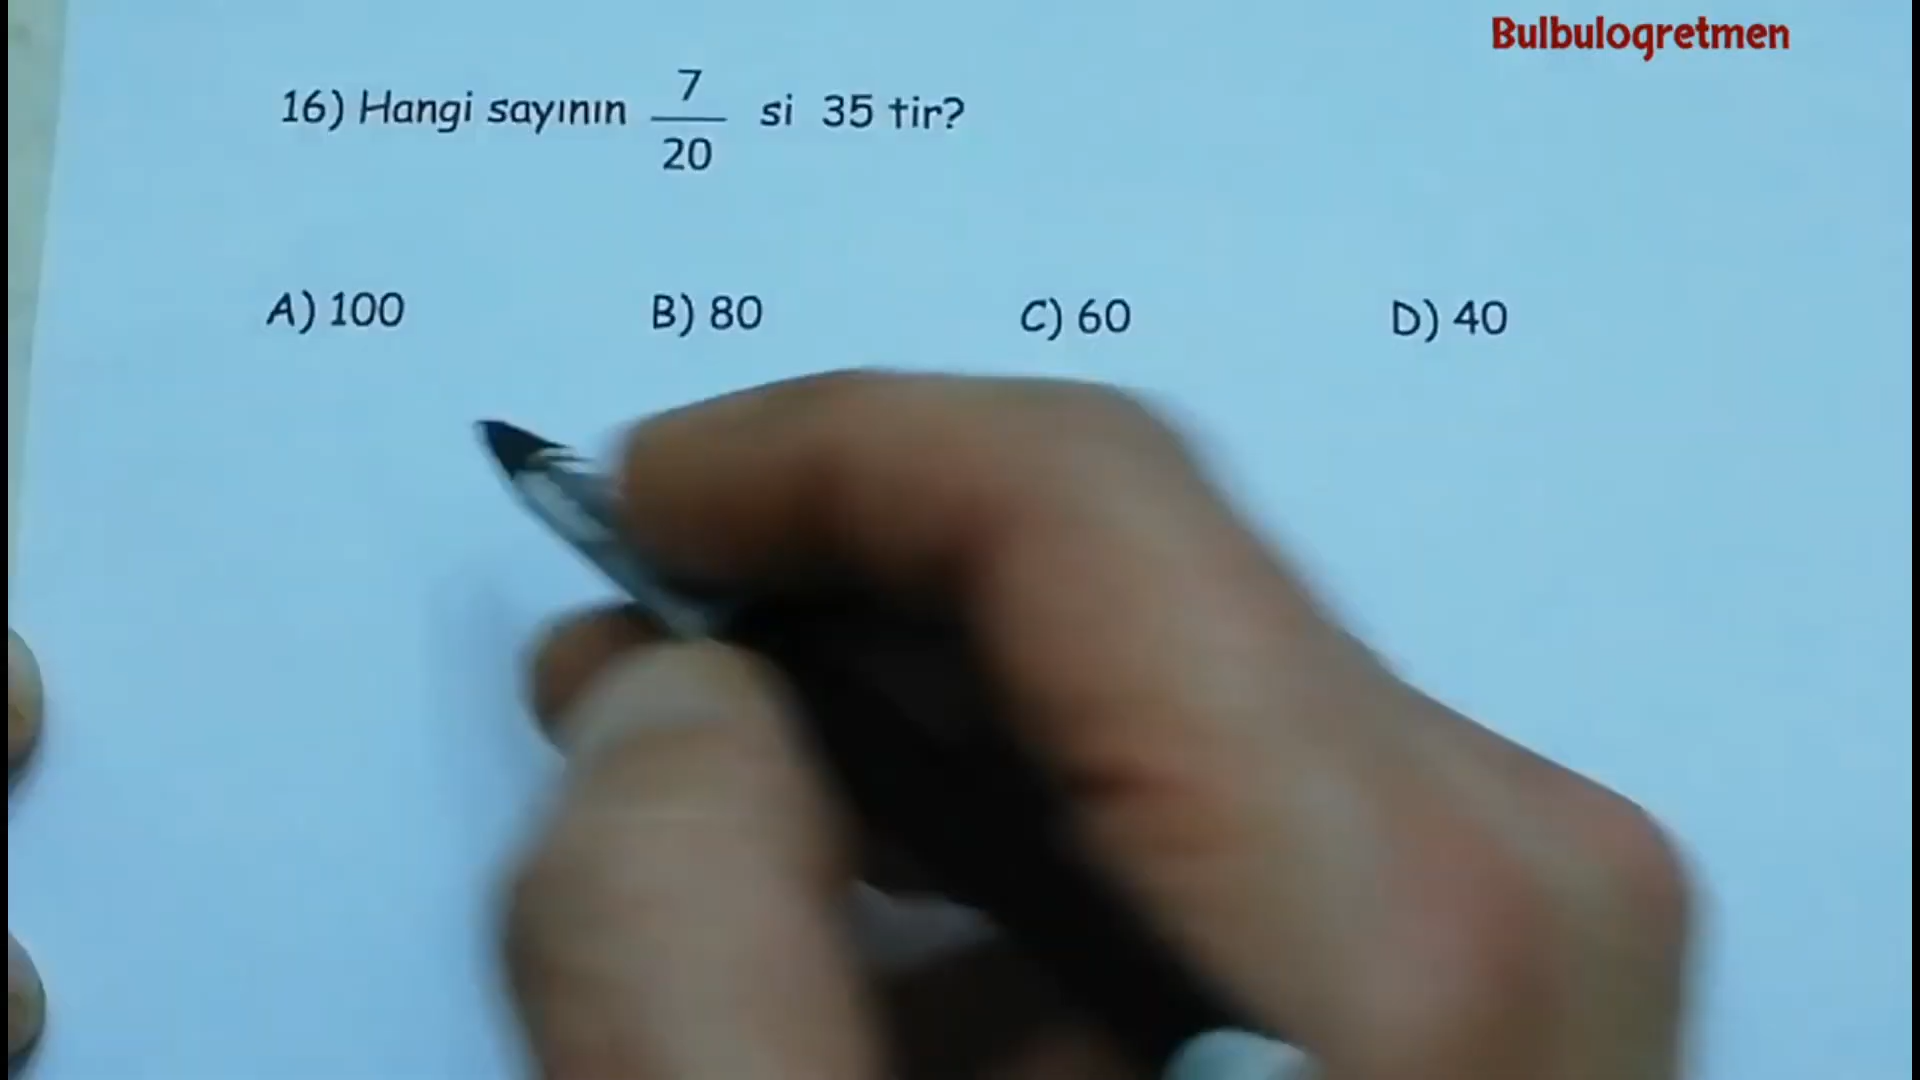 Bulbulogretmen
16) Hangi sayının 7/20 si 35 tir?
A) 100 B) 80 C) 60 D) 40